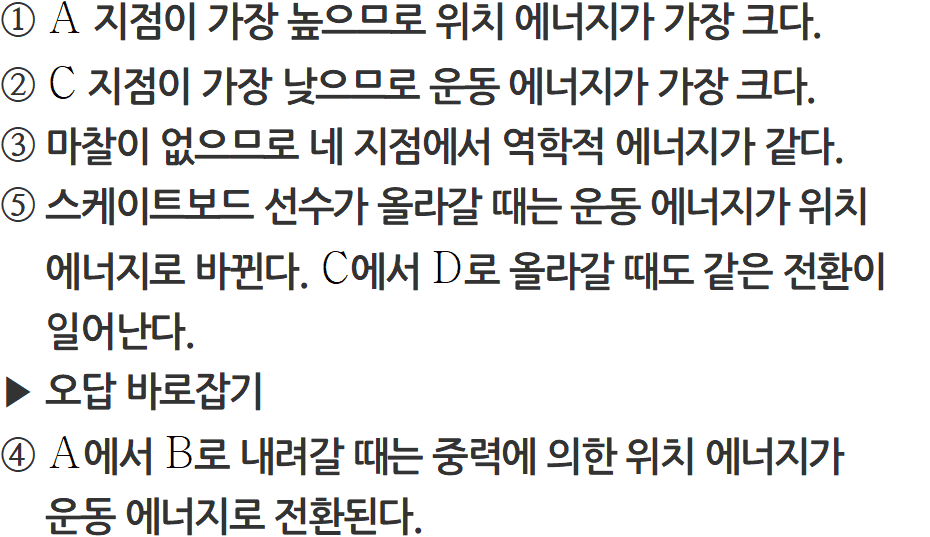 ① A 지점이 가장 높으므로 위치 에너지가 가장 크다.
② C 지점이 가장 낮으므로 운동 에너지가 가장 크다.
③ 마찰이 없으므로 네 지점에서 역학적 에너지가 같다.
⑤ 스케이트보드 선수가 올라갈 때는 운동 에너지가 위치
에너지로 바뀐다. C에서 D로 올라갈 때도 같은 전환이
일어난다.
▶ 오답 바로잡기
④ A에서 B로 내려갈 때는 중력에 의한 위치 에너지가
운동 에너지로 전환된다.